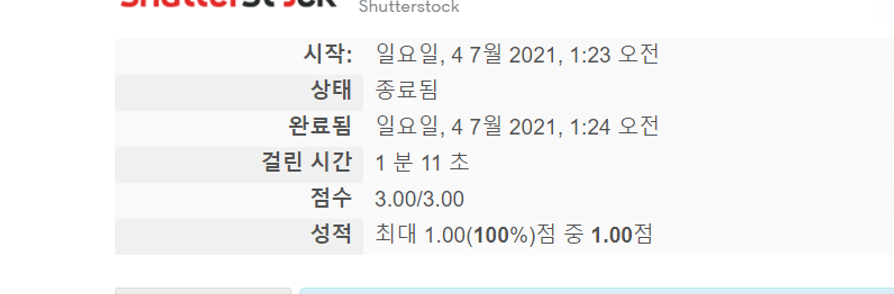 Shutterstock Shutterstock
시작: 일요일, 4 7월 2021, 1:23 오전
상태 종료됨
완료됨 일요일, 4 7월 2021, 1:24 오전
걸린 시간 1 분 11 초
점수 3.00/3.00
성적 최대 1.00(100%)점 중 1.00점